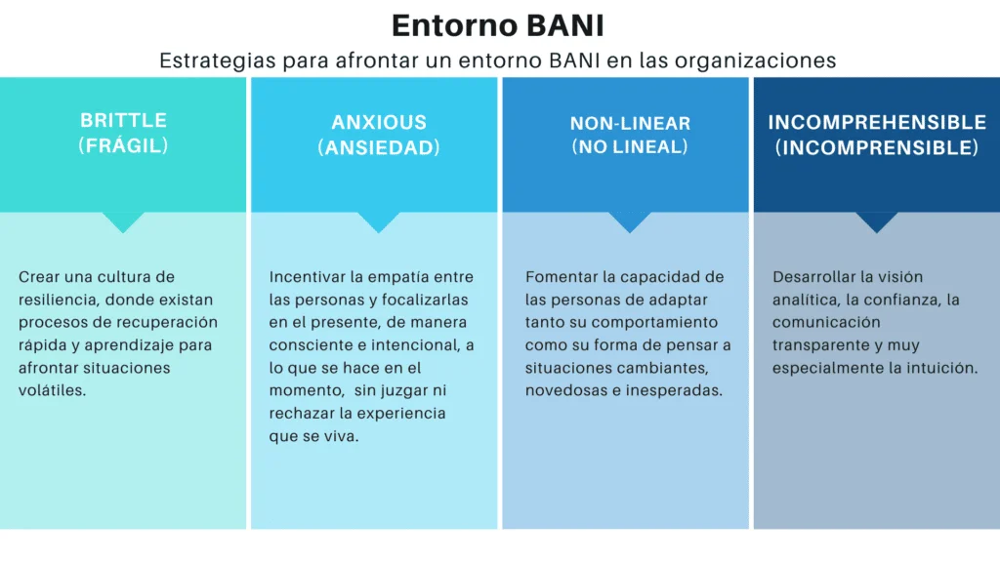 Entorno BANI
Estrategias para afrontar un entorno BANI en las organizaciones
BRITTLE
(FRÁGIL)
Crear una cultura de
resiliencia, donde existan
procesos de recuperación
rápida y aprendizaje para
afrontar situaciones
volátiles.
ANXIOUS
(ANSIEDAD)
Incentivar la empatía entre
las personas y focalizarlas
en el presente, de manera
consciente e intencional, a
lo que se hace en el
momento,  sin juzgar ni
rechazar la experiencia
que se viva.
NON-LINEAR
(NO LINEAL)
Fomentar la capacidad de
las personas de adaptar
tanto su comportamiento
como su forma de pensar a
situaciones cambiantes,
novedosas e inesperadas.
INCOMPREHENSIBLE
(INCOMPRENSIBLE)
Desarrollar la visión
analítica, la confianza, la
comunicación
transparente y muy
especialmente la intuición.